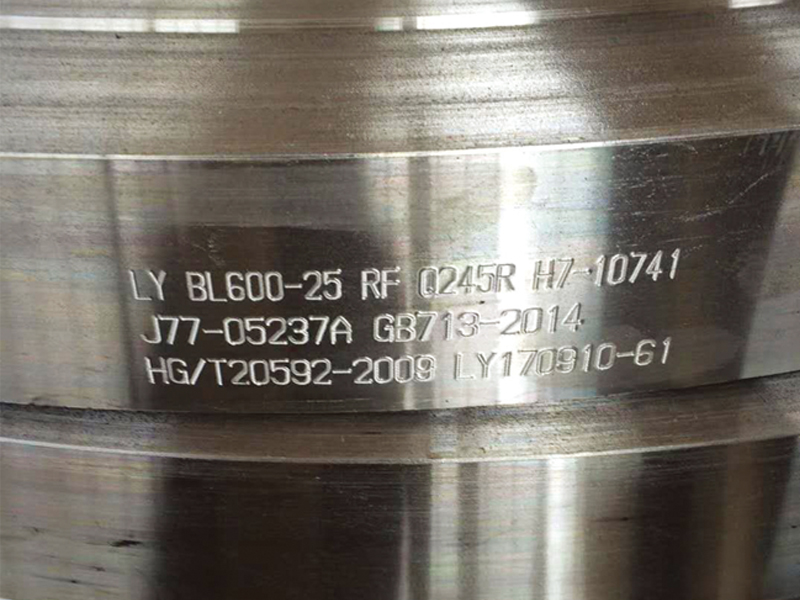 LY BL600-25 RF Q245R H7-10741
J77-05237A GB713-2014
HG/T20592-2009 LY170910-61